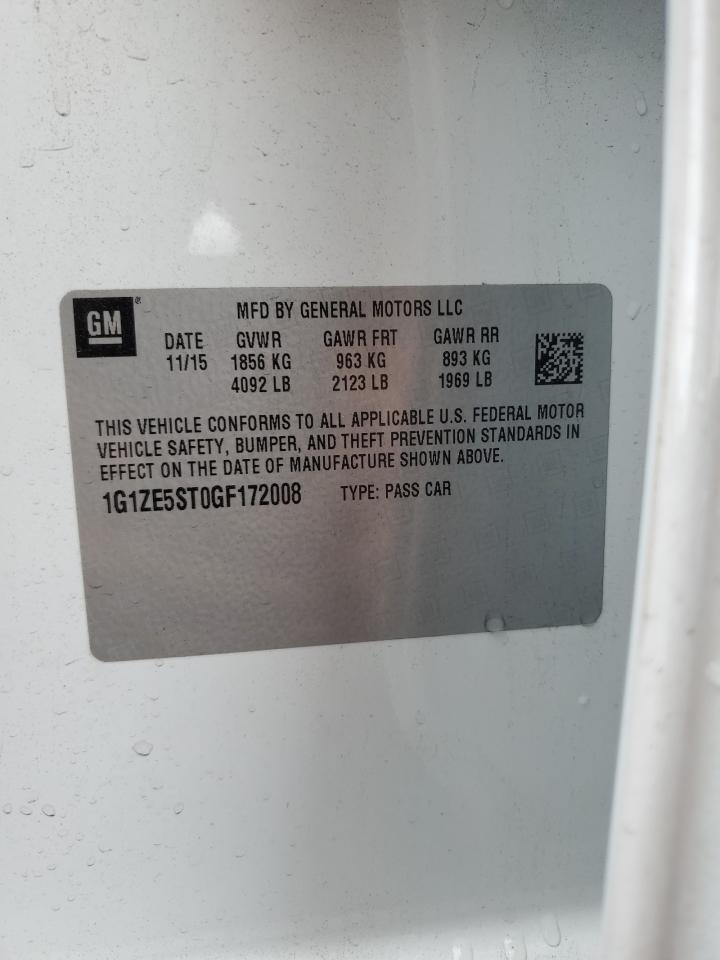 GM®
MFD BY GENERAL MOTORS LLC
DATE GVWR GAWR FRT GAWR RR
11/15 1856 KG 963 KG 893 KG
4092 LB 2123 LB 1969 LB
THIS VEHICLE CONFORMS TO ALL APPLICABLE U.S. FEDERAL MOTOR
VEHICLE SAFETY, BUMPER, AND THEFT PREVENTION STANDARDS IN
EFFECT ON THE DATE OF MANUFACTURE SHOWN ABOVE.
1G1ZE5ST0GF172008 TYPE: PASS CAR